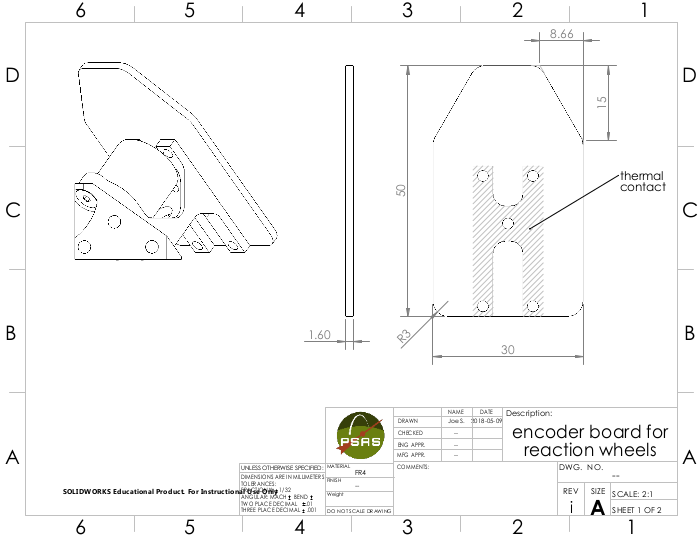 6 5 4 3 2 1
D D
C C
B B
A A
8.66
15
50
thermal
contact
1.60
R3
30
PSAS
NAME DATE
DRAWN Joe S. 2018-05-09
CHECKED --
ENG APPR. --
MFG APPR. --
Description:
encoder board for
reaction wheels
UNLESS OTHERWISE SPECIFIED:
DIMENSIONS ARE IN MILLIMETERS
TOLERANCES:
1/32
ANGULAR: MACH ± BEND ±
TWO PLACE DECIMAL ±.01
THREE PLACE DECIMAL ± .001
MATERIAL
FR4
FINISH
--
Weight
DO NOT SCALE DRAWING
COMMENTS:
DWG. NO.
--
REV
i
SIZE
A
SCALE: 2:1
SHEET 1 OF 2
SOLIDWORKS Educational Product. For Instructional Use Only
6 5 4 3 2 1